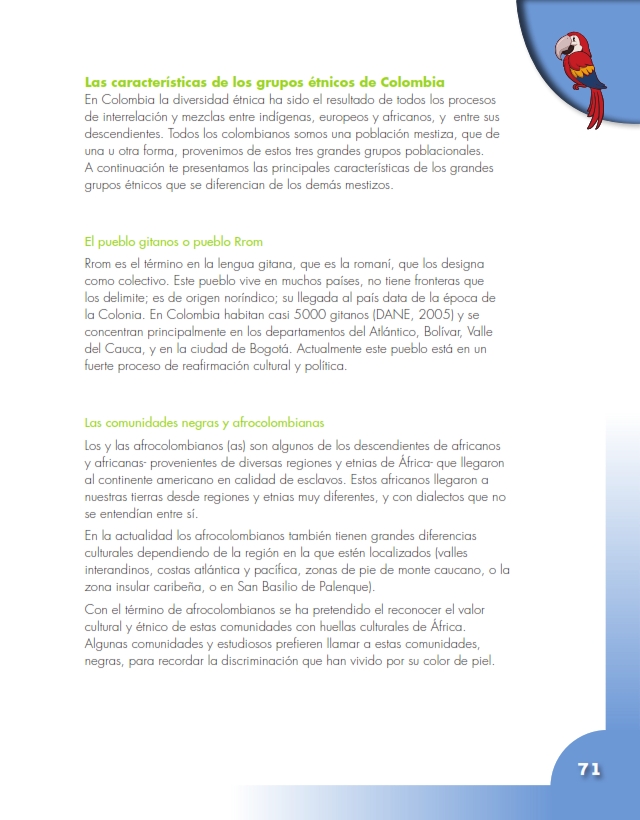 Las características de los grupos étnicos de Colombia
En Colombia la diversidad étnica ha sido el resultado de todos los procesos
de interrelación y mezclas entre indígenas, europeos y africanos, y entre sus
descendientes. Todos los colombianos somos una población mestiza, que de
una u otra forma, provenimos de estos tres grandes grupos poblacionales.
A continuación te presentamos las principales características de los grandes
grupos étnicos que se diferencian de los demás mestizos.
El pueblo gitanos o pueblo Rrom
Rrom es el término en la lengua gitana, que es la romaní, que los designa
como colectivo. Este pueblo vive en muchos países, no tiene fronteras que
los delimite; es de origen noríndico; su llegada al país data de la época de
la Colonia. En Colombia habitan casi 5000 gitanos (DANE, 2005) y se
concentran principalmente en los departamentos del Atlántico, Bolívar, Valle
del Cauca, y en la ciudad de Bogotá. Actualmente este pueblo está en un
fuerte proceso de reafirmación cultural y política.
Las comunidades negras y afrocolombianas
Los y las afrocolombianos (as) son algunos de los descendientes de africanos
y africanas- provenientes de diversas regiones y etnias de África- que llegaron
al continente americano en calidad de esclavos. Estos africanos llegaron a
nuestras tierras desde regiones y etnias muy diferentes, y con dialectos que no
se entendían entre sí.
En la actualidad los afrocolombianos también tienen grandes diferencias
culturales dependiendo de la región en la que estén localizados (valles
interandinos, costas atlántica y pacífica, zonas de pie de monte caucano, o la
zona insular caribeña, o en San Basilio de Palenque).
Con el término de afrocolombianos se ha pretendido el reconocer el valor
cultural y étnico de estas comunidades con huellas culturales de África.
Algunas comunidades y estudiosos prefieren llamar a estas comunidades,
negras, para recordar la discriminación que han vivido por su color de piel.
71